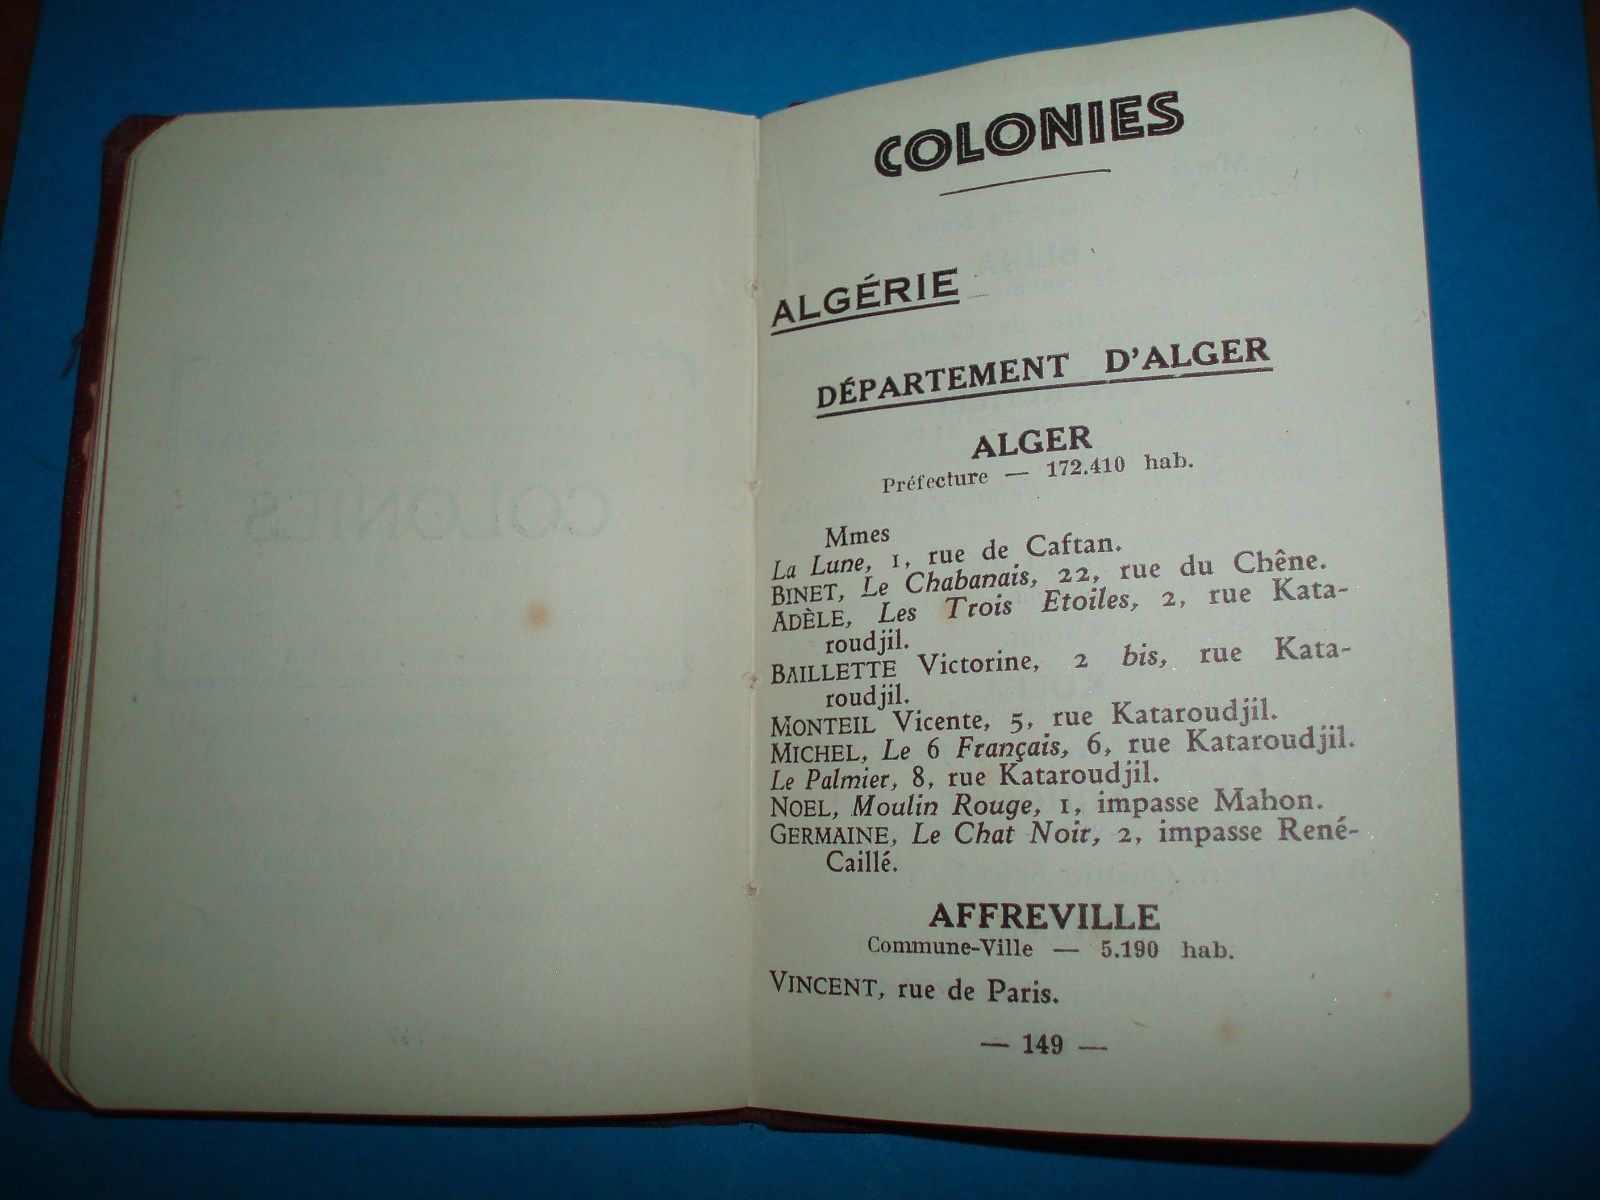 COLONIES
ALGÉRIE
DÉPARTEMENT D'ALGER
ALGER
Préfecture — 172.410 hab.
Mmes
La Lune, 1, rue de Caftan.
BINET, Le Chabanais, 22, rue du Chêne.
ADÈLE, Les Trois Etoiles, 2, rue Kata-
roudjil.
BAILLETTE Victorine, 2 bis, rue Kata-
roudjil.
MONTEIL Vicente, 5, rue Kataroudjil.
MICHEL, Le 6 Français, 6, rue Kataroudjil.
Le Palmier, 8, rue Kataroudjil.
NOEL, Moulin Rouge, 1, impasse Mahon.
GERMAINE, Le Chat Noir, 2, impasse René-
Caillé.
AFFREVILLE
Commune-Ville — 5.190 hab.
VINCENT, rue de Paris.
— 149 —